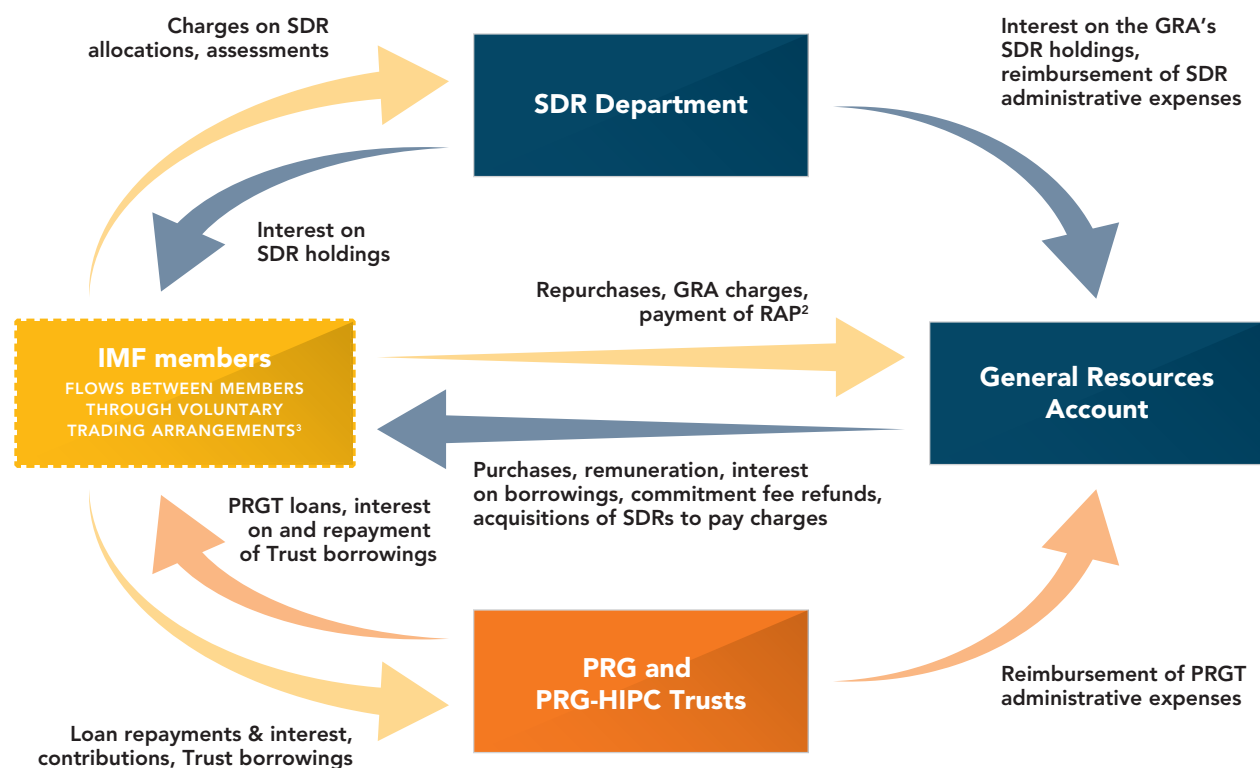 Charges on SDR
allocations, assessments
SDR Department
Interest on the GRA’s
SDR holdings,
reimbursement of SDR
administrative expenses
Interest on
SDR holdings
Repurchases, GRA charges,
payment of RAP²
IMF members
FLOWS BETWEEN MEMBERS
THROUGH VOLUNTARY
TRADING ARRANGEMENTS³
General Resources
Account
Purchases, remuneration, interest
on borrowings, commitment fee refunds,
acquisitions of SDRs to pay charges
PRGT loans, interest
on and repayment
of Trust borrowings
PRG and
PRG-HIPC Trusts
Reimbursement of PRGT
administrative expenses
Loan repayments & interest,
contributions, Trust borrowings